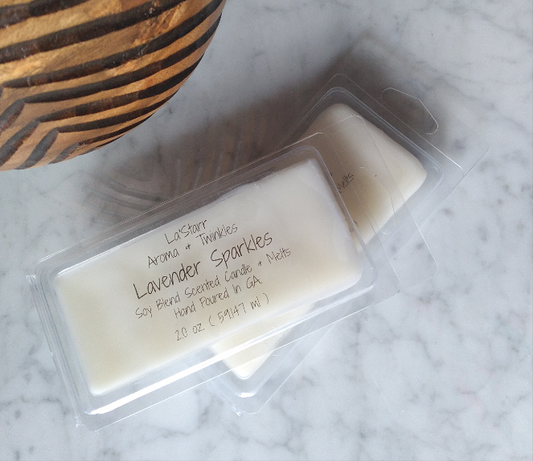 La'Starr
Aroma + Twinkles
Lavender Sparkles
Soy Blend Scented Candle + Melts
Hand Poured In GA
2.0 oz ( 59.147 ml )
Melts